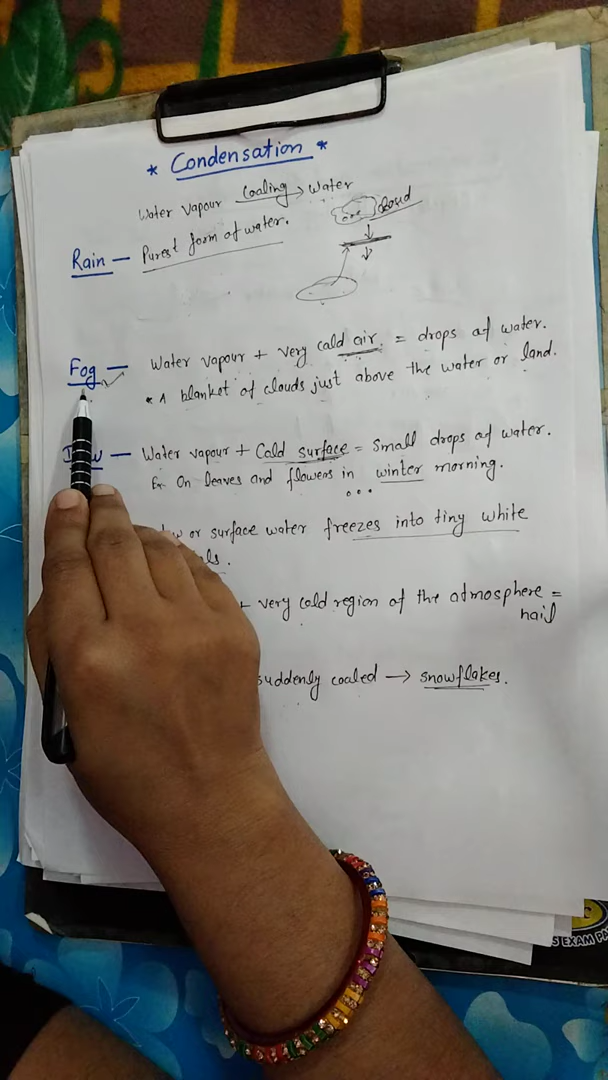 * Condensation *
Water vapour Cooling → Water
cloud
Rain — Purest form of water.
Fog — Water vapour + very cold air = drops of water.
* A blanket of clouds just above the water or land.
— Water vapour + Cold surface = Small drops of water.
Ex On leaves and flowers in winter morning.
or surface water freezes into tiny white
+ very cold region of the atmosphere =
hail
suddenly cooled → snowflakes.
S EXAM PA